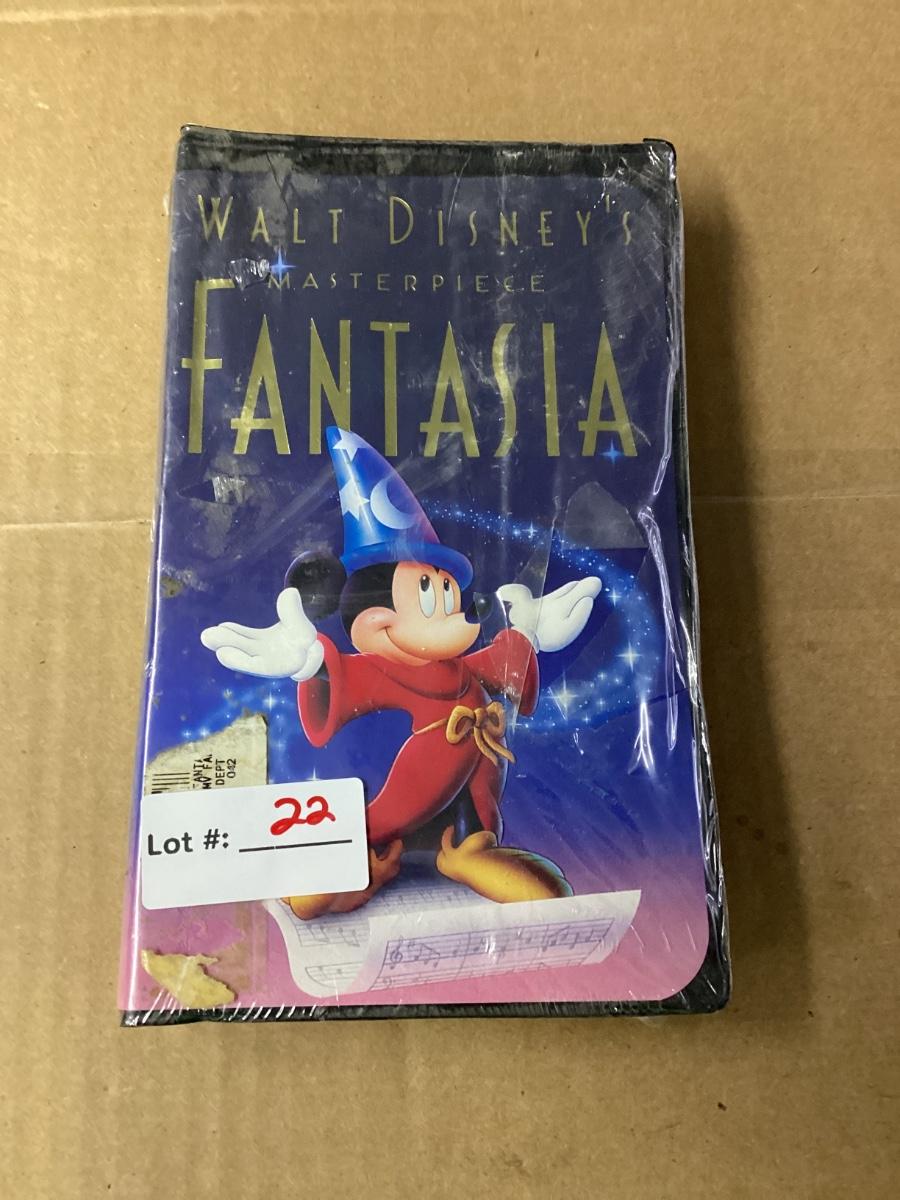 WALT DISNEY'S
MASTERPIECE
FANTASIA
DEPT
042
Lot #: 22